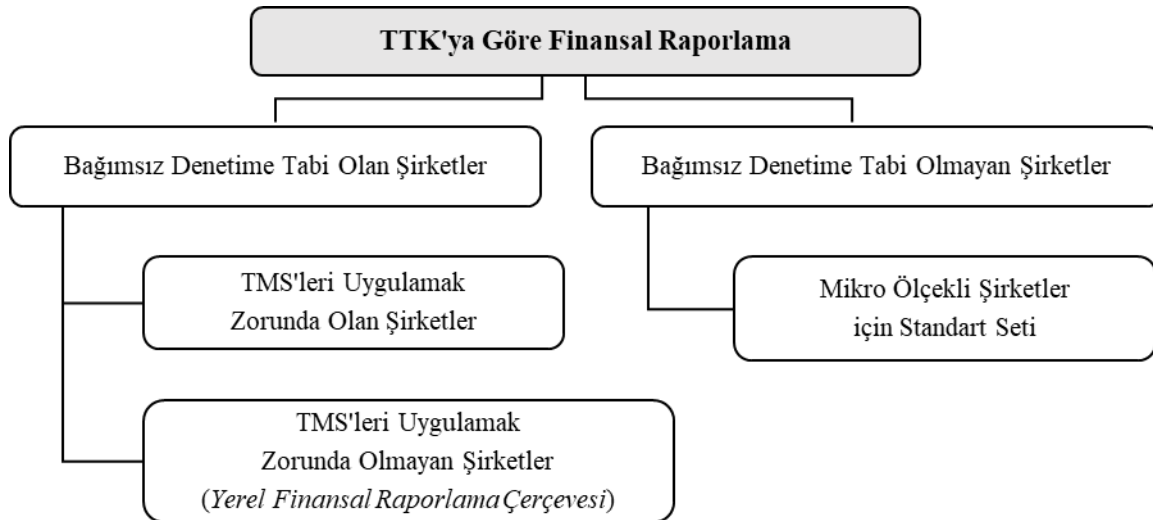 TTK'ya Göre Finansal Raporlama
Bağımsız Denetime Tabi Olan Şirketler
Bağımsız Denetime Tabi Olmayan Şirketler
TMS'leri Uygulamak
Zorunda Olan Şirketler
Mikro Ölçekli Şirketler
için Standart Seti
TMS'leri Uygulamak
Zorunda Olmayan Şirketler
(Yerel Finansal Raporlama Çerçevesi)